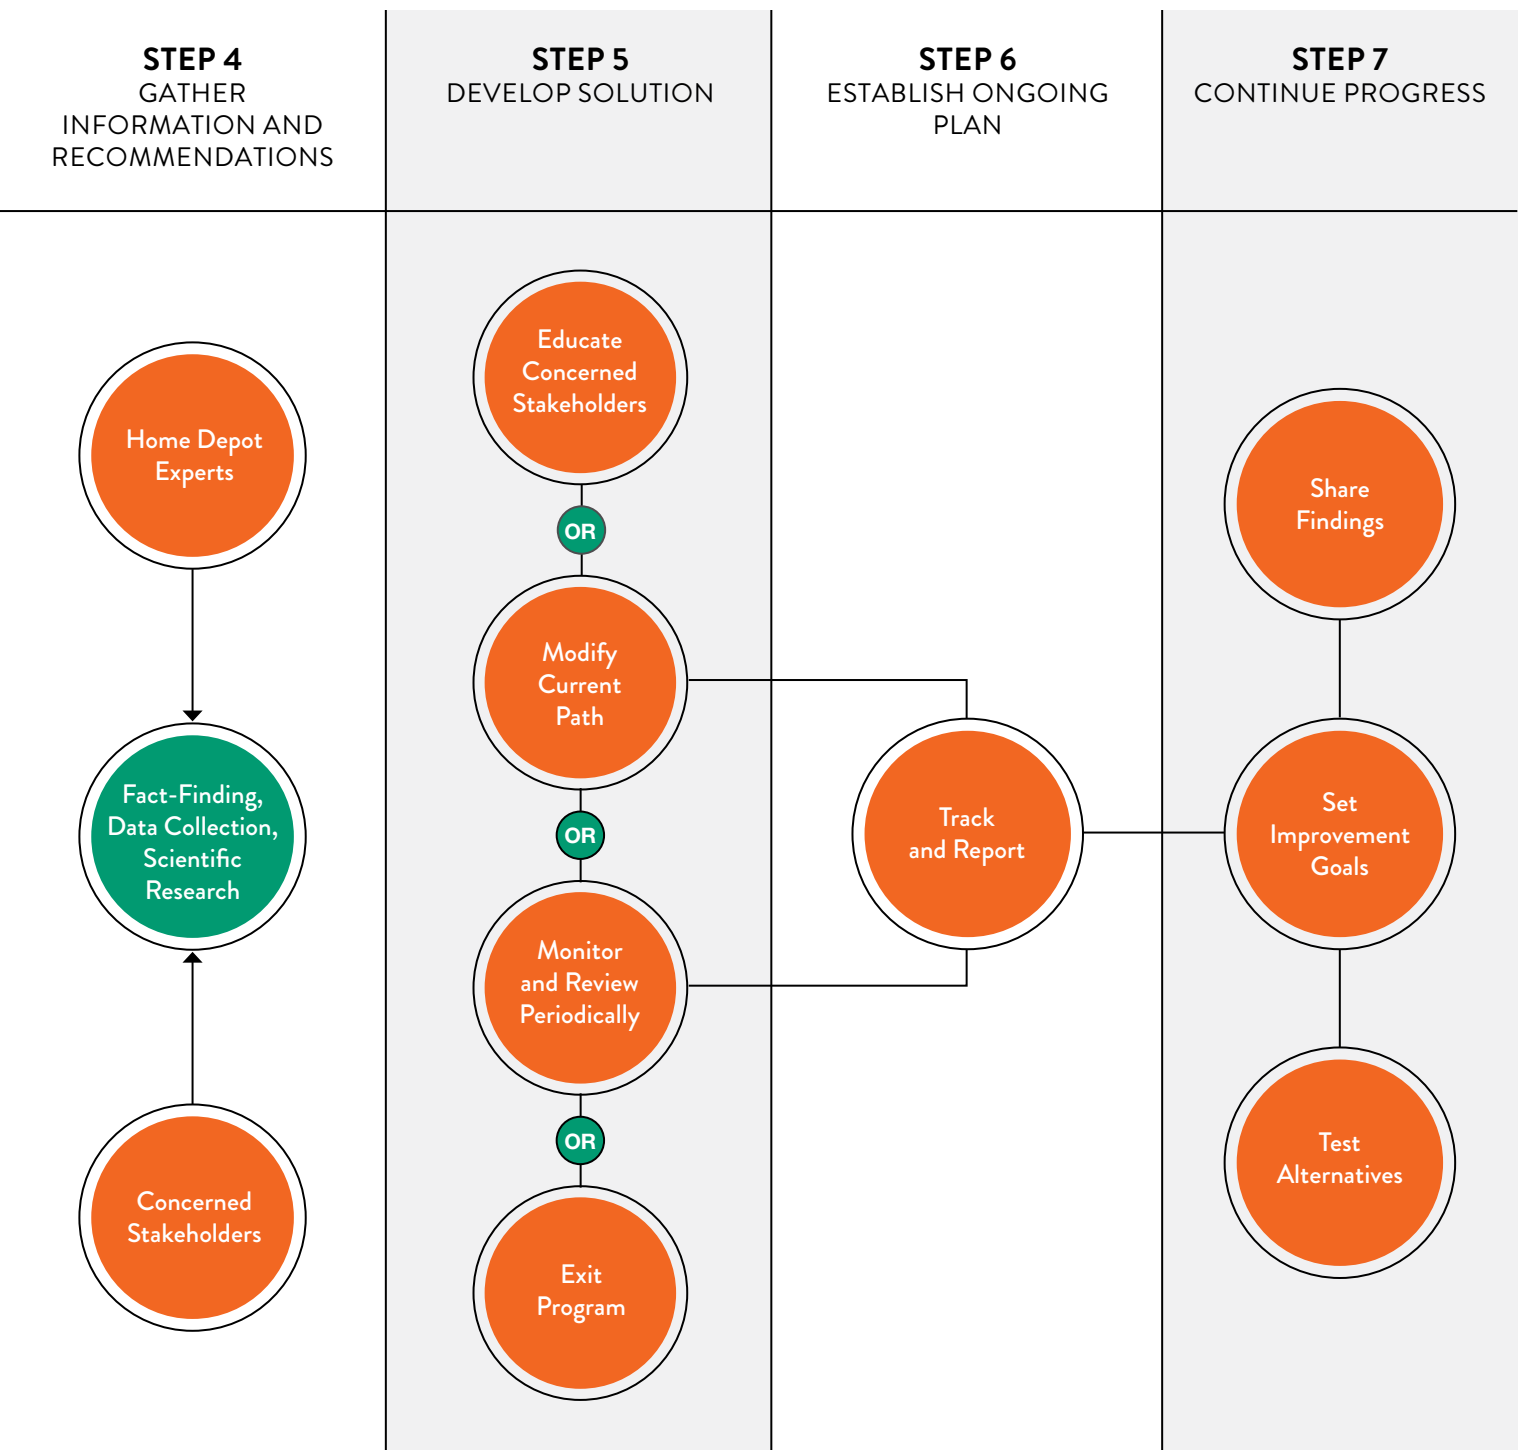 STEP 4
GATHER
INFORMATION AND
RECOMMENDATIONS
STEP 5
DEVELOP SOLUTION
STEP 6
ESTABLISH ONGOING
PLAN
STEP 7
CONTINUE PROGRESS
Home Depot
Experts
Fact-Finding,
Data Collection,
Scientific
Research
Concerned
Stakeholders
Educate
Concerned
Stakeholders
OR
Modify
Current
Path
OR
Monitor
and Review
Periodically
OR
Exit
Program
Track
and Report
Share
Findings
Set
Improvement
Goals
Test
Alternatives